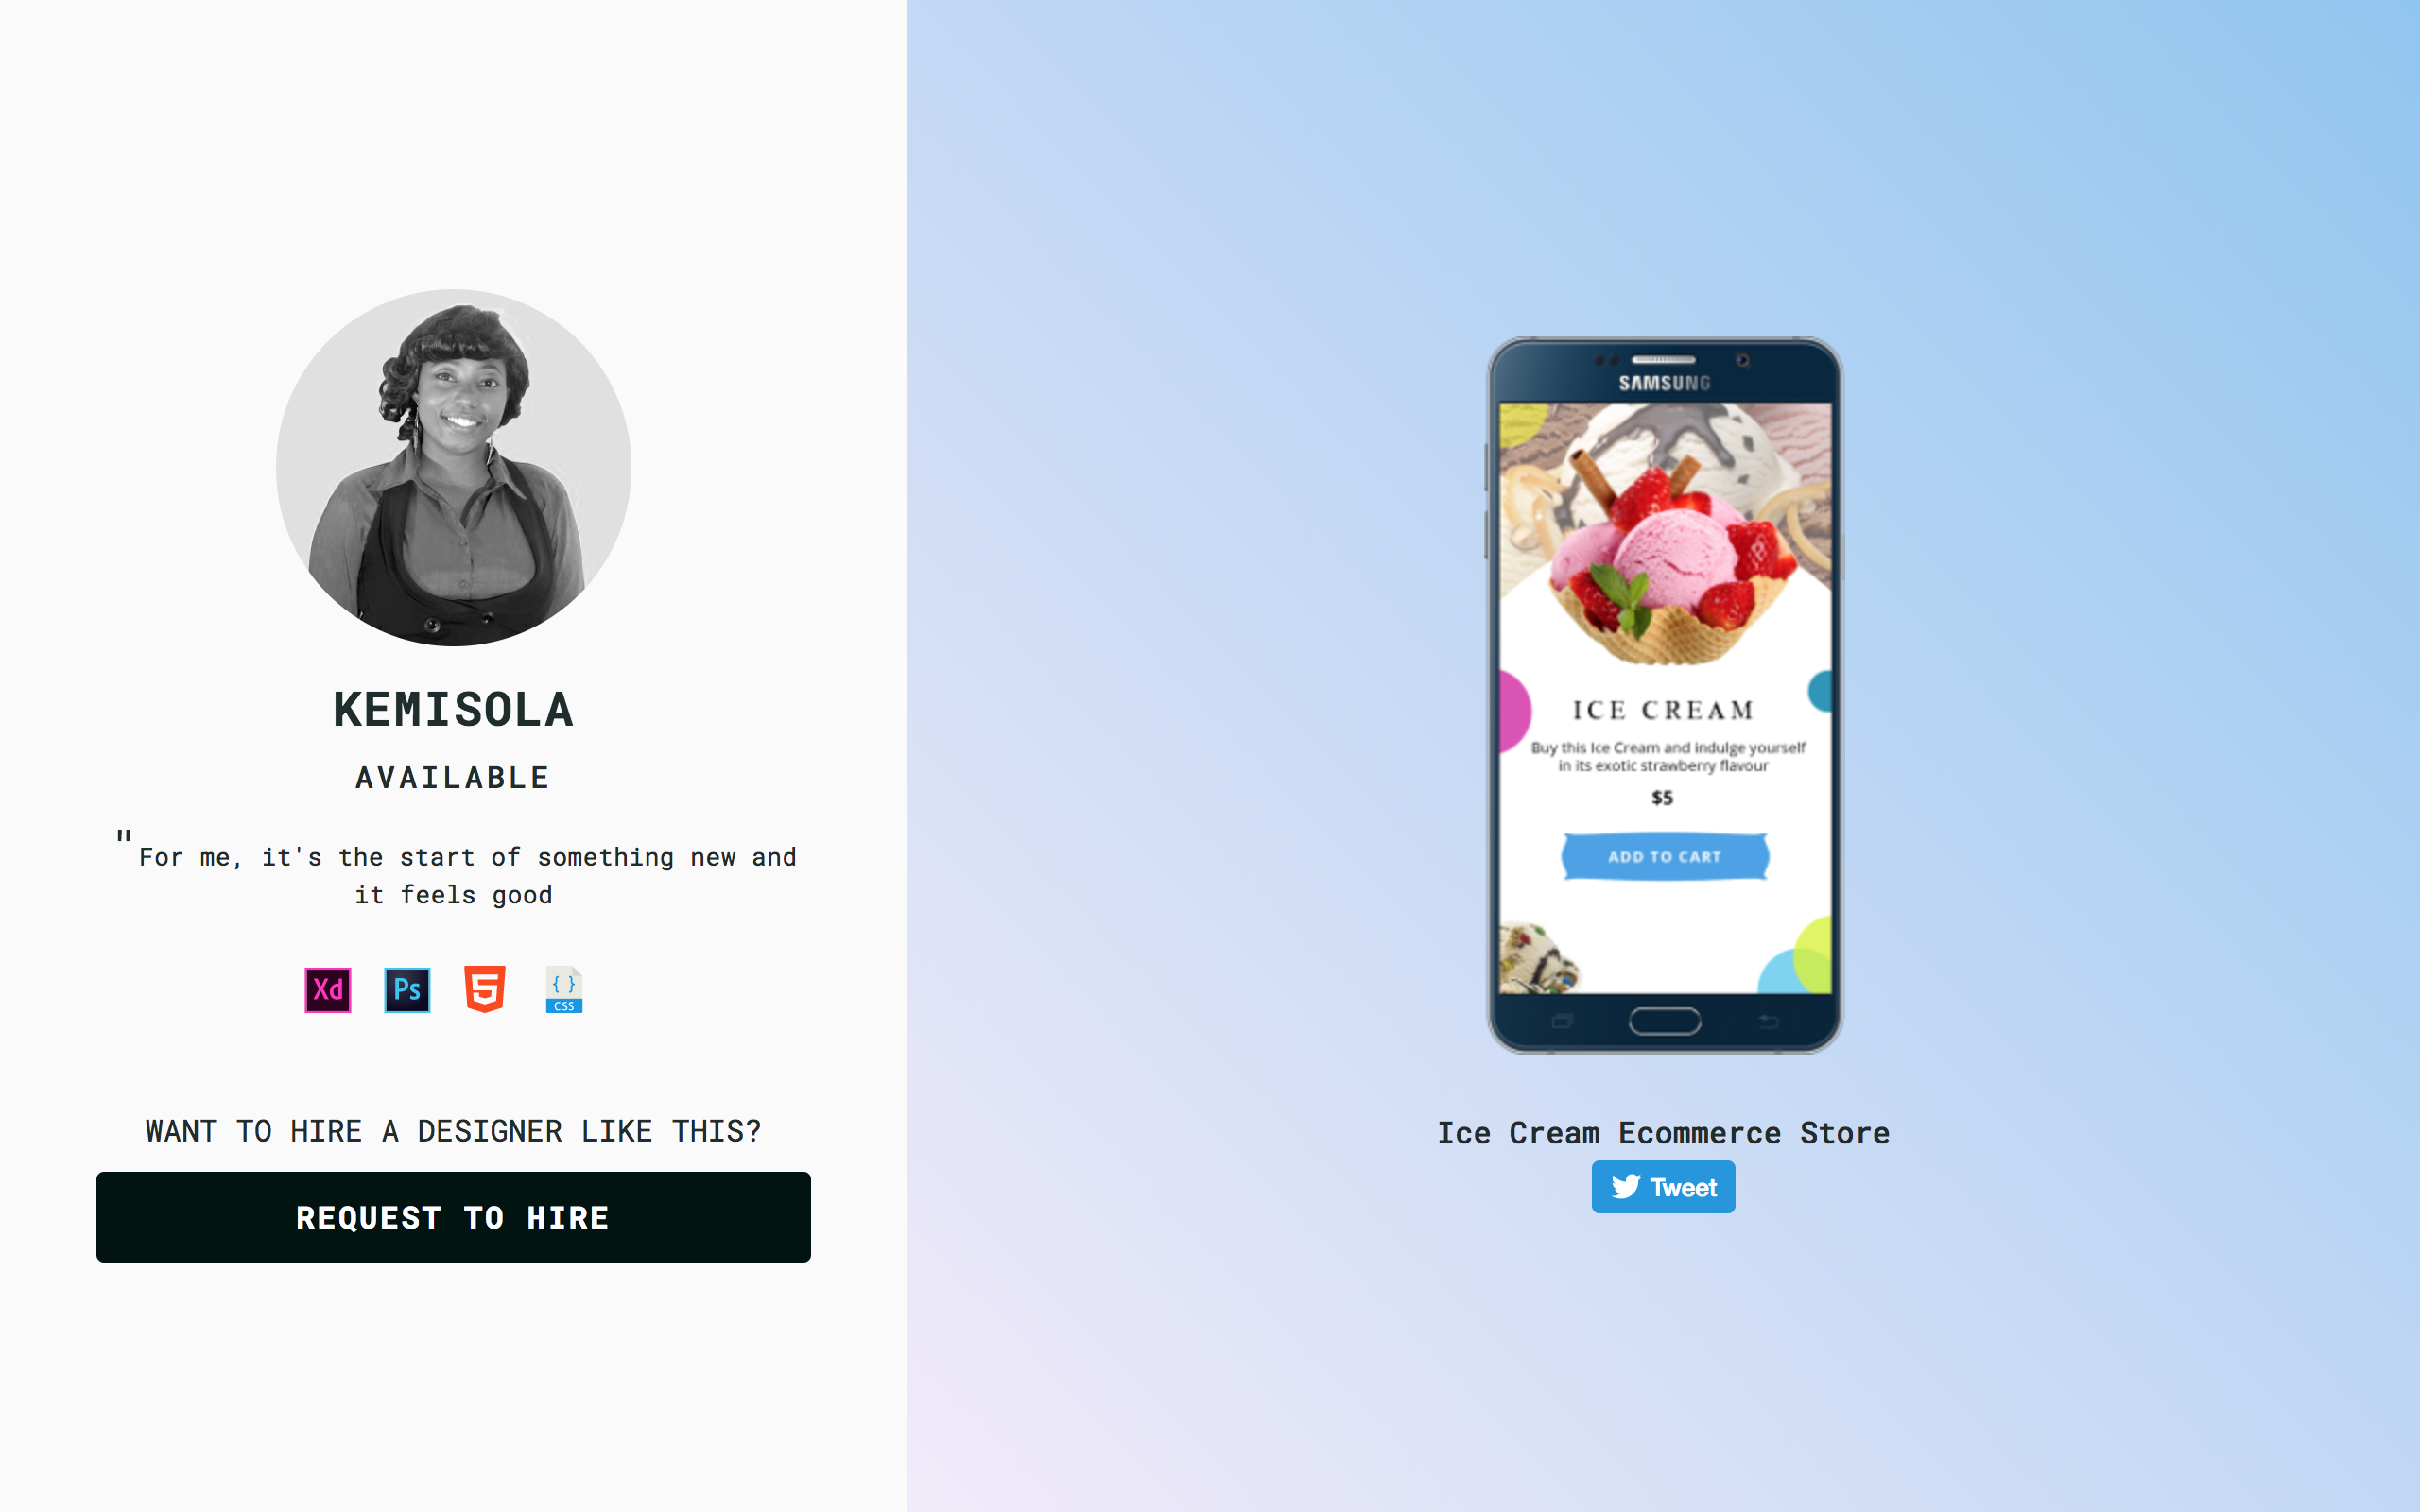 KEMISOLA
AVAILABLE
" For me, it's the start of something new and
it feels good
Xd
Ps
5
{ }
CSS
WANT TO HIRE A DESIGNER LIKE THIS?
REQUEST TO HIRE
SAMSUNG
ICE CREAM
Buy this Ice Cream and indulge yourself
in its exotic strawberry flavour
$5
ADD TO CART
Ice Cream Ecommerce Store
Tweet